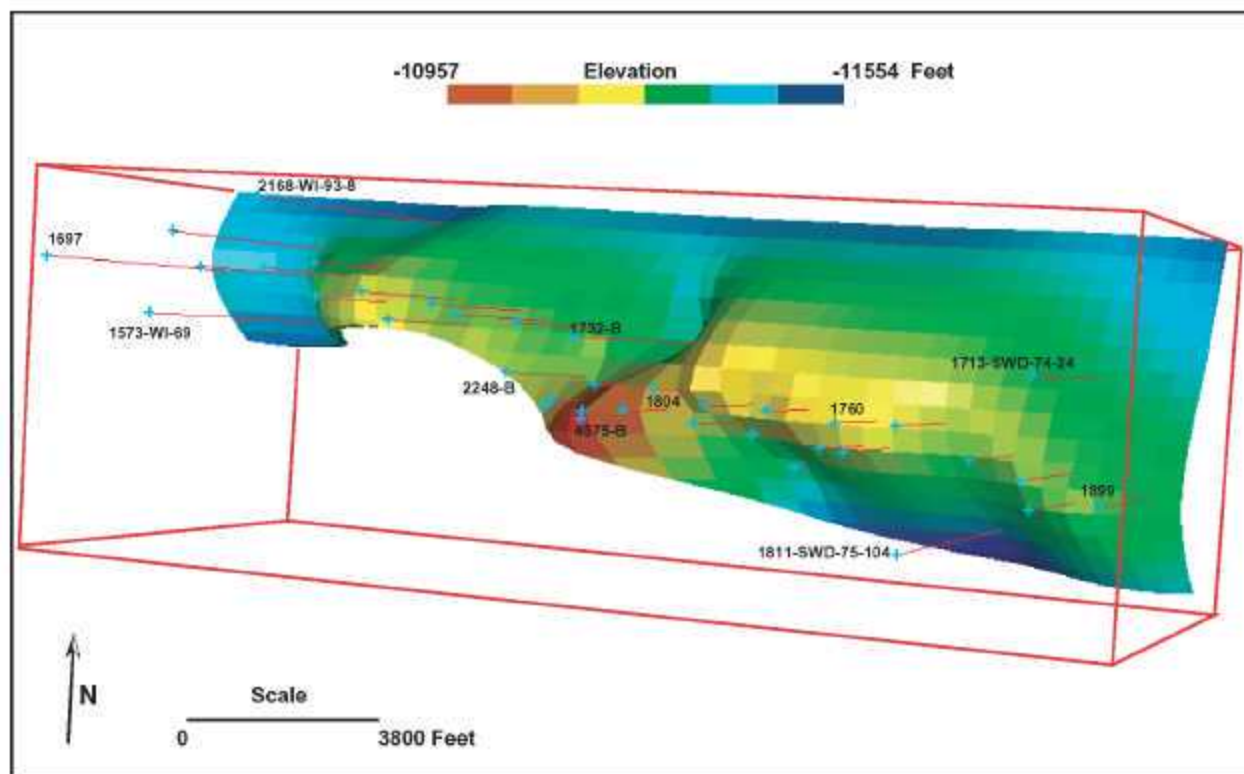 -10957 Elevation -11554 Feet
2168-WI-93-8
1697
1573-WI-69
1732-B
1713-SWD-74-24
2248-B
1804
1760
4575-B
1899
1811-SWD-75-104
N
Scale
0 3800 Feet